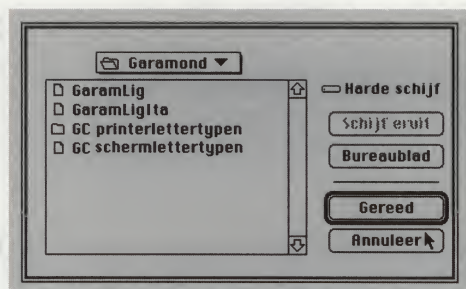 Garamond
GaramLig
GaramLigIta
GC printerlettertypen
GC schermlettertypen
Harde schijf
Schijf eruit
Bureaublad
Gereed
Annuleer